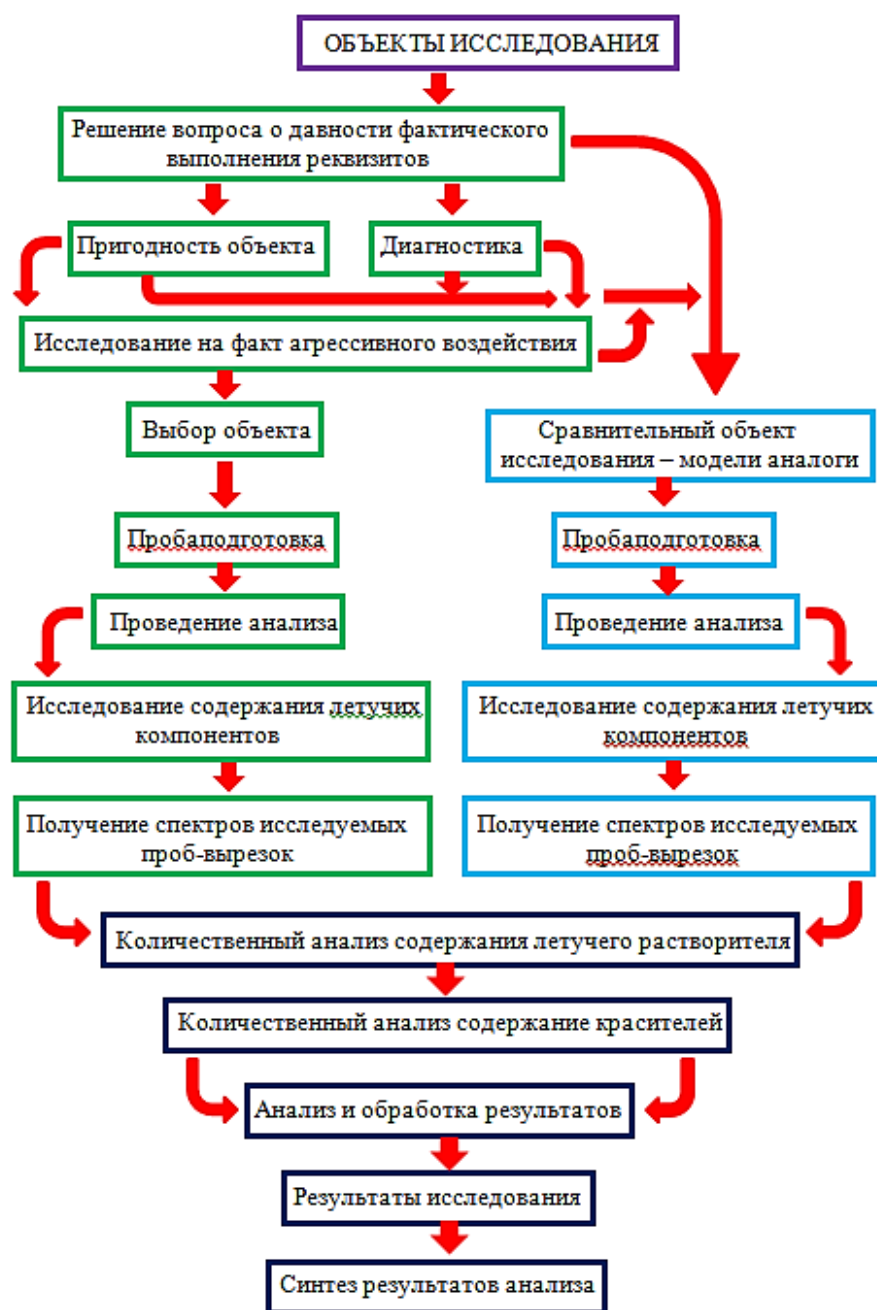 ОБЪЕКТЫ ИССЛЕДОВАНИЯ
Решение вопроса о давности фактического
выполнения реквизитов
Пригодность объекта
Диагностика
Исследование на факт агрессивного воздействия
Выбор объекта
Сравнительный объект
исследования – модели аналоги
Пробаподготовка
Пробаподготовка
Проведение анализа
Проведение анализа
Исследование содержания летучих
компонентов
Исследование содержания летучих
компонентов
Получение спектров исследуемых
проб-вырезок
Получение спектров исследуемых
проб-вырезок
Количественный анализ содержания летучего растворителя
Количественный анализ содержание красителей
Анализ и обработка результатов
Результаты исследования
Синтез результатов анализа